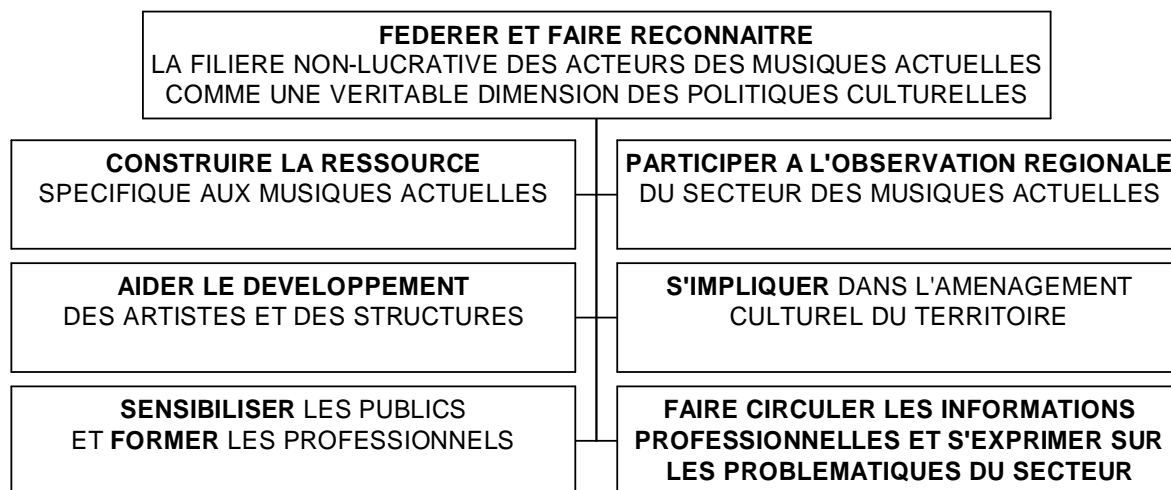 FEDERER ET FAIRE RECONNAITRE
LA FILIERE NON-LUCRATIVE DES ACTEURS DES MUSIQUES ACTUELLES
COMME UNE VERITABLE DIMENSION DES POLITIQUES CULTURELLES
CONSTRUIRE LA RESSOURCE
SPECIFIQUE AUX MUSIQUES ACTUELLES
PARTICIPER A L'OBSERVATION REGIONALE
DU SECTEUR DES MUSIQUES ACTUELLES
AIDER LE DEVELOPPEMENT
DES ARTISTES ET DES STRUCTURES
S'IMPLIQUER DANS L'AMENAGEMENT
CULTUREL DU TERRITOIRE
SENSIBILISER LES PUBLICS
ET FORMER LES PROFESSIONNELS
FAIRE CIRCULER LES INFORMATIONS
PROFESSIONNELLES ET S'EXPRIMER SUR
LES PROBLEMATIQUES DU SECTEUR